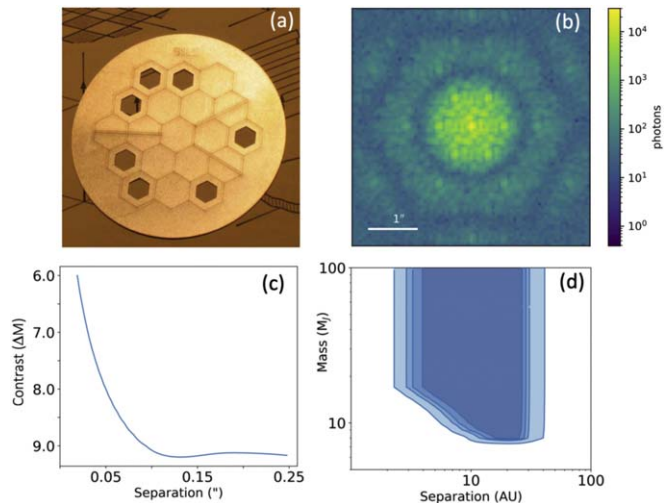 (a)
(b)
10⁴
10³
10²
10¹
10⁰
photons
1"
(c)
6.0
7.0
8.0
9.0
Contrast (ΔM)
0.05
0.15
0.25
Separation (")
(d)
100
10
Mass (M_J)
10
100
Separation (AU)